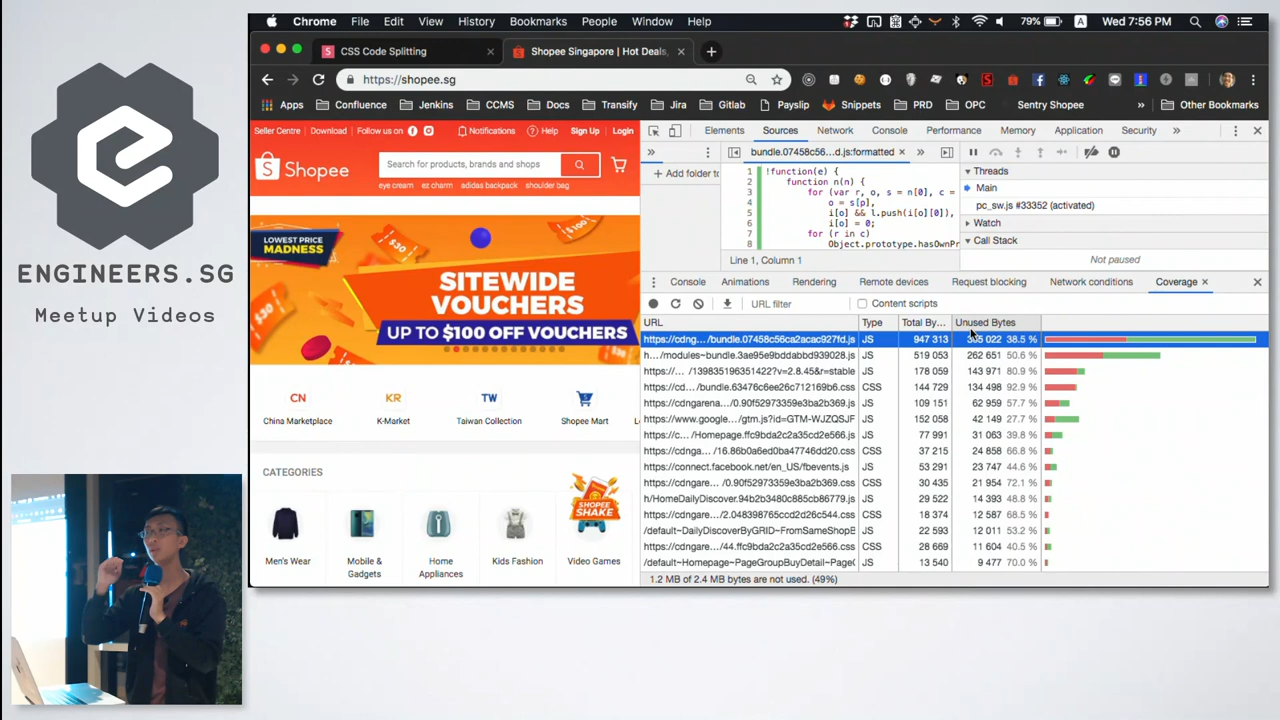 ENGINEERS.SG
Meetup Videos
Chrome File Edit View History Bookmarks People Window Help
79% A Wed 7:56 PM
CSS Code Splitting
Shopee Singapore | Hot Deals,
https://shopee.sg
Apps Confluence Jenkins CCMS Docs Transify Jira Gitlab Payslip Snippets PRD OPC Sentry Shopee » Other Bookmarks
Seller Centre Download Follow us on Notifications Help Sign Up Login
Shopee
Search for products, brands and shops
eye cream ez charm adidas backpack shoulder bag
LOWEST PRICE
MADNESS
$30
$30
SITEWIDE
VOUCHERS
UP TO $100 OFF VOUCHERS
CN
China Marketplace
KR
K-Market
TW
Taiwan Collection
Shopee Mart
CATEGORIES
SHOPEE
SHAKE
Men's Wear
Mobile &
Gadgets
Home
Appliances
Kids Fashion
Video Games
Elements Sources Network Console Performance Memory Application Security »
» bundle.07458c56...d.js:formatted »
+ Add folder to
1 !function(e) {
2 function n(n) {
3 for (var r, o, s = n[0], c =
4 o = s[p],
5 i[o] && l.push(i[o][0]),
6 i[o] = 0;
7 for (r in c)
8 Object.prototype.hasOwnPr
Line 1, Column 1
Threads
Main
pc_sw.js #33352 (activated)
Watch
Call Stack
Not paused
Console Animations Rendering Remote devices Request blocking Network conditions Coverage
URL filter Content scripts
URL Type Total By... Unused Bytes
https://cdng.../bundle.07458c56ca2acac927fd.js JS 947 313 022 38.5 %
h.../modules~bundle.3ae95e9bddabbd939028.js JS 519 053 262 651 50.6 %
https://... /1398351965351422?v=2.8.45&r=stable JS 178 059 143 971 80.9 %
https://cd.../bundle.63476c6ee26c712169b6.css CSS 144 729 134 498 92.9 %
https://cdngarena.../0.90f52973359e3ba2b369.js JS 109 151 62 959 57.7 %
https://www.google.../gtm.js?id=GTM-WJZQSJF JS 152 058 42 149 27.7 %
https://c.../Homepage.ffc9bda2c2a35cd2e566.js JS 77 991 31 063 39.8 %
https://cdnga.../16.86b0a6ed0ba47746dd20.css CSS 37 215 24 858 66.8 %
https://connect.facebook.net/en_US/fbevents.js JS 53 291 23 747 44.6 %
https://cdngare.../0.90f52973359e3ba2b369.css CSS 30 435 21 954 72.1 %
h/HomeDailyDiscover.94b2b3480c885cb86779.js JS 29 522 14 393 48.8 %
https://cdngare.../2.048398765ccd2d26c544.css CSS 18 374 12 587 68.5 %
/default~DailyDiscoverByGRID~FromSameShopE JS 22 593 12 011 53.2 %
https://cdngare.../44.ffc9bda2c2a35cd2e566.css CSS 28 669 11 604 40.5 %
/default~Homepage~PageGroupBuyDetail~PageG JS 13 540 9 477 70.0 %
1.2 MB of 2.4 MB bytes are not used. (49%)